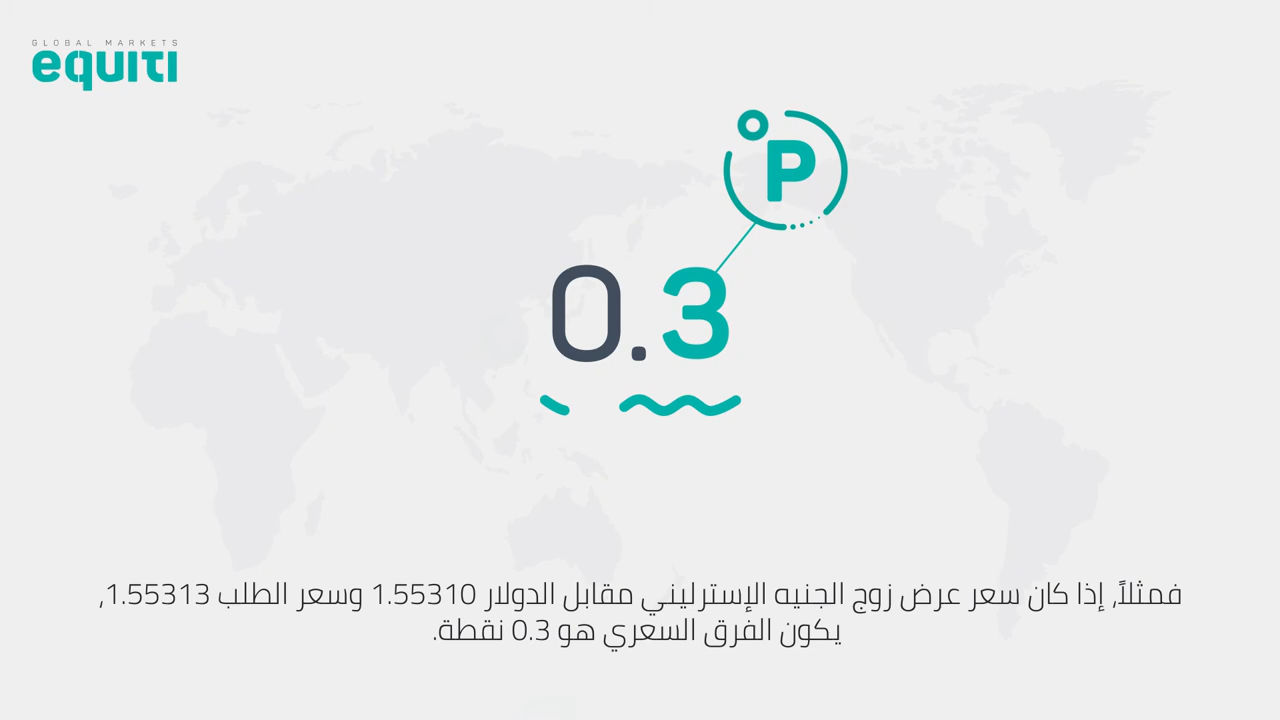 GLOBAL MARKETS
equiti
P
0.3
فمثلاً، إذا كان سعر عرض زوج الجنيه الإسترليني مقابل الدولار 1.55310 وسعر الطلب 1.55313,
يكون الفرق السعري هو 0.3 نقطة.